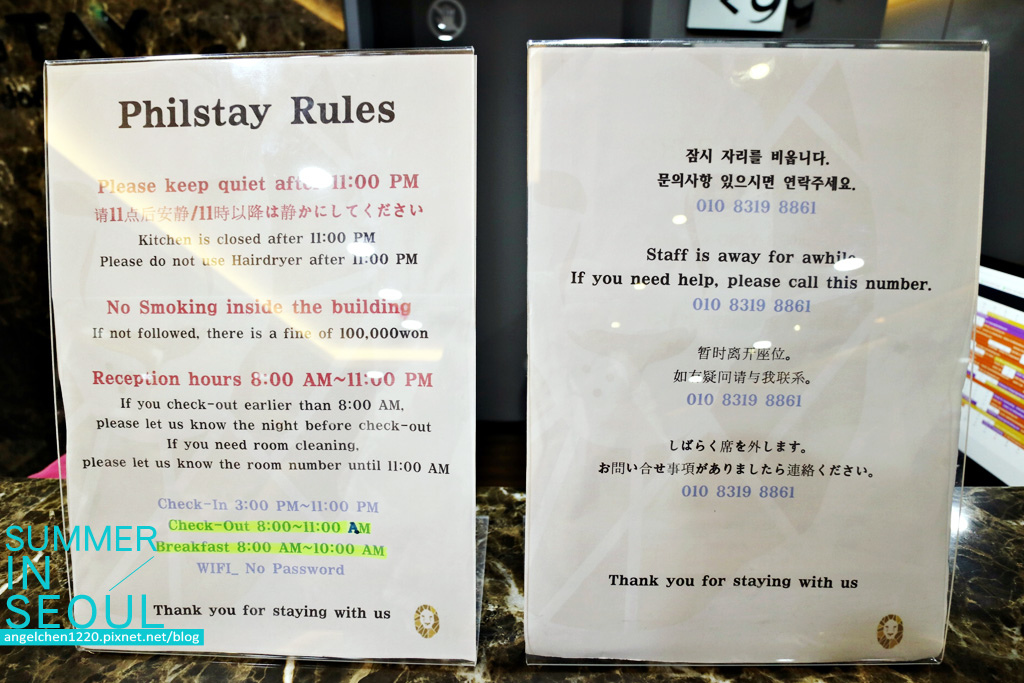 TAY
Philstay Rules
Please keep quiet after 11:00 PM
请11点后安静/11時以降は静かにしてください
Kitchen is closed after 11:00 PM
Please do not use Hairdryer after 11:00 PM
No Smoking inside the building
If not followed, there is a fine of 100,000won
Reception hours 8:00 AM~11:00 PM
If you check-out earlier than 8:00 AM,
please let us know the night before check-out
If you need room cleaning,
please let us know the room number until 11:00 AM
Check-In 3:00 PM~11:00 PM
Check-Out 8:00~11:00 AM
Breakfast 8:00 AM~10:00 AM
WIFI_ No Password
Thank you for staying with us
잠시 자리를 비웁니다.
문의사항 있으시면 연락주세요.
010 8319 8861
Staff is away for awhile
If you need help, please call this number.
010 8319 8861
暂时离开座位。
如有疑问请与我联系。
010 8319 8861
しばらく席を外します。
お問い合せ事項がありましたら連絡ください。
010 8319 8861
Thank you for staying with us
SUMMER
IN
SEOUL
angelchen1220.pixnet.net/blog